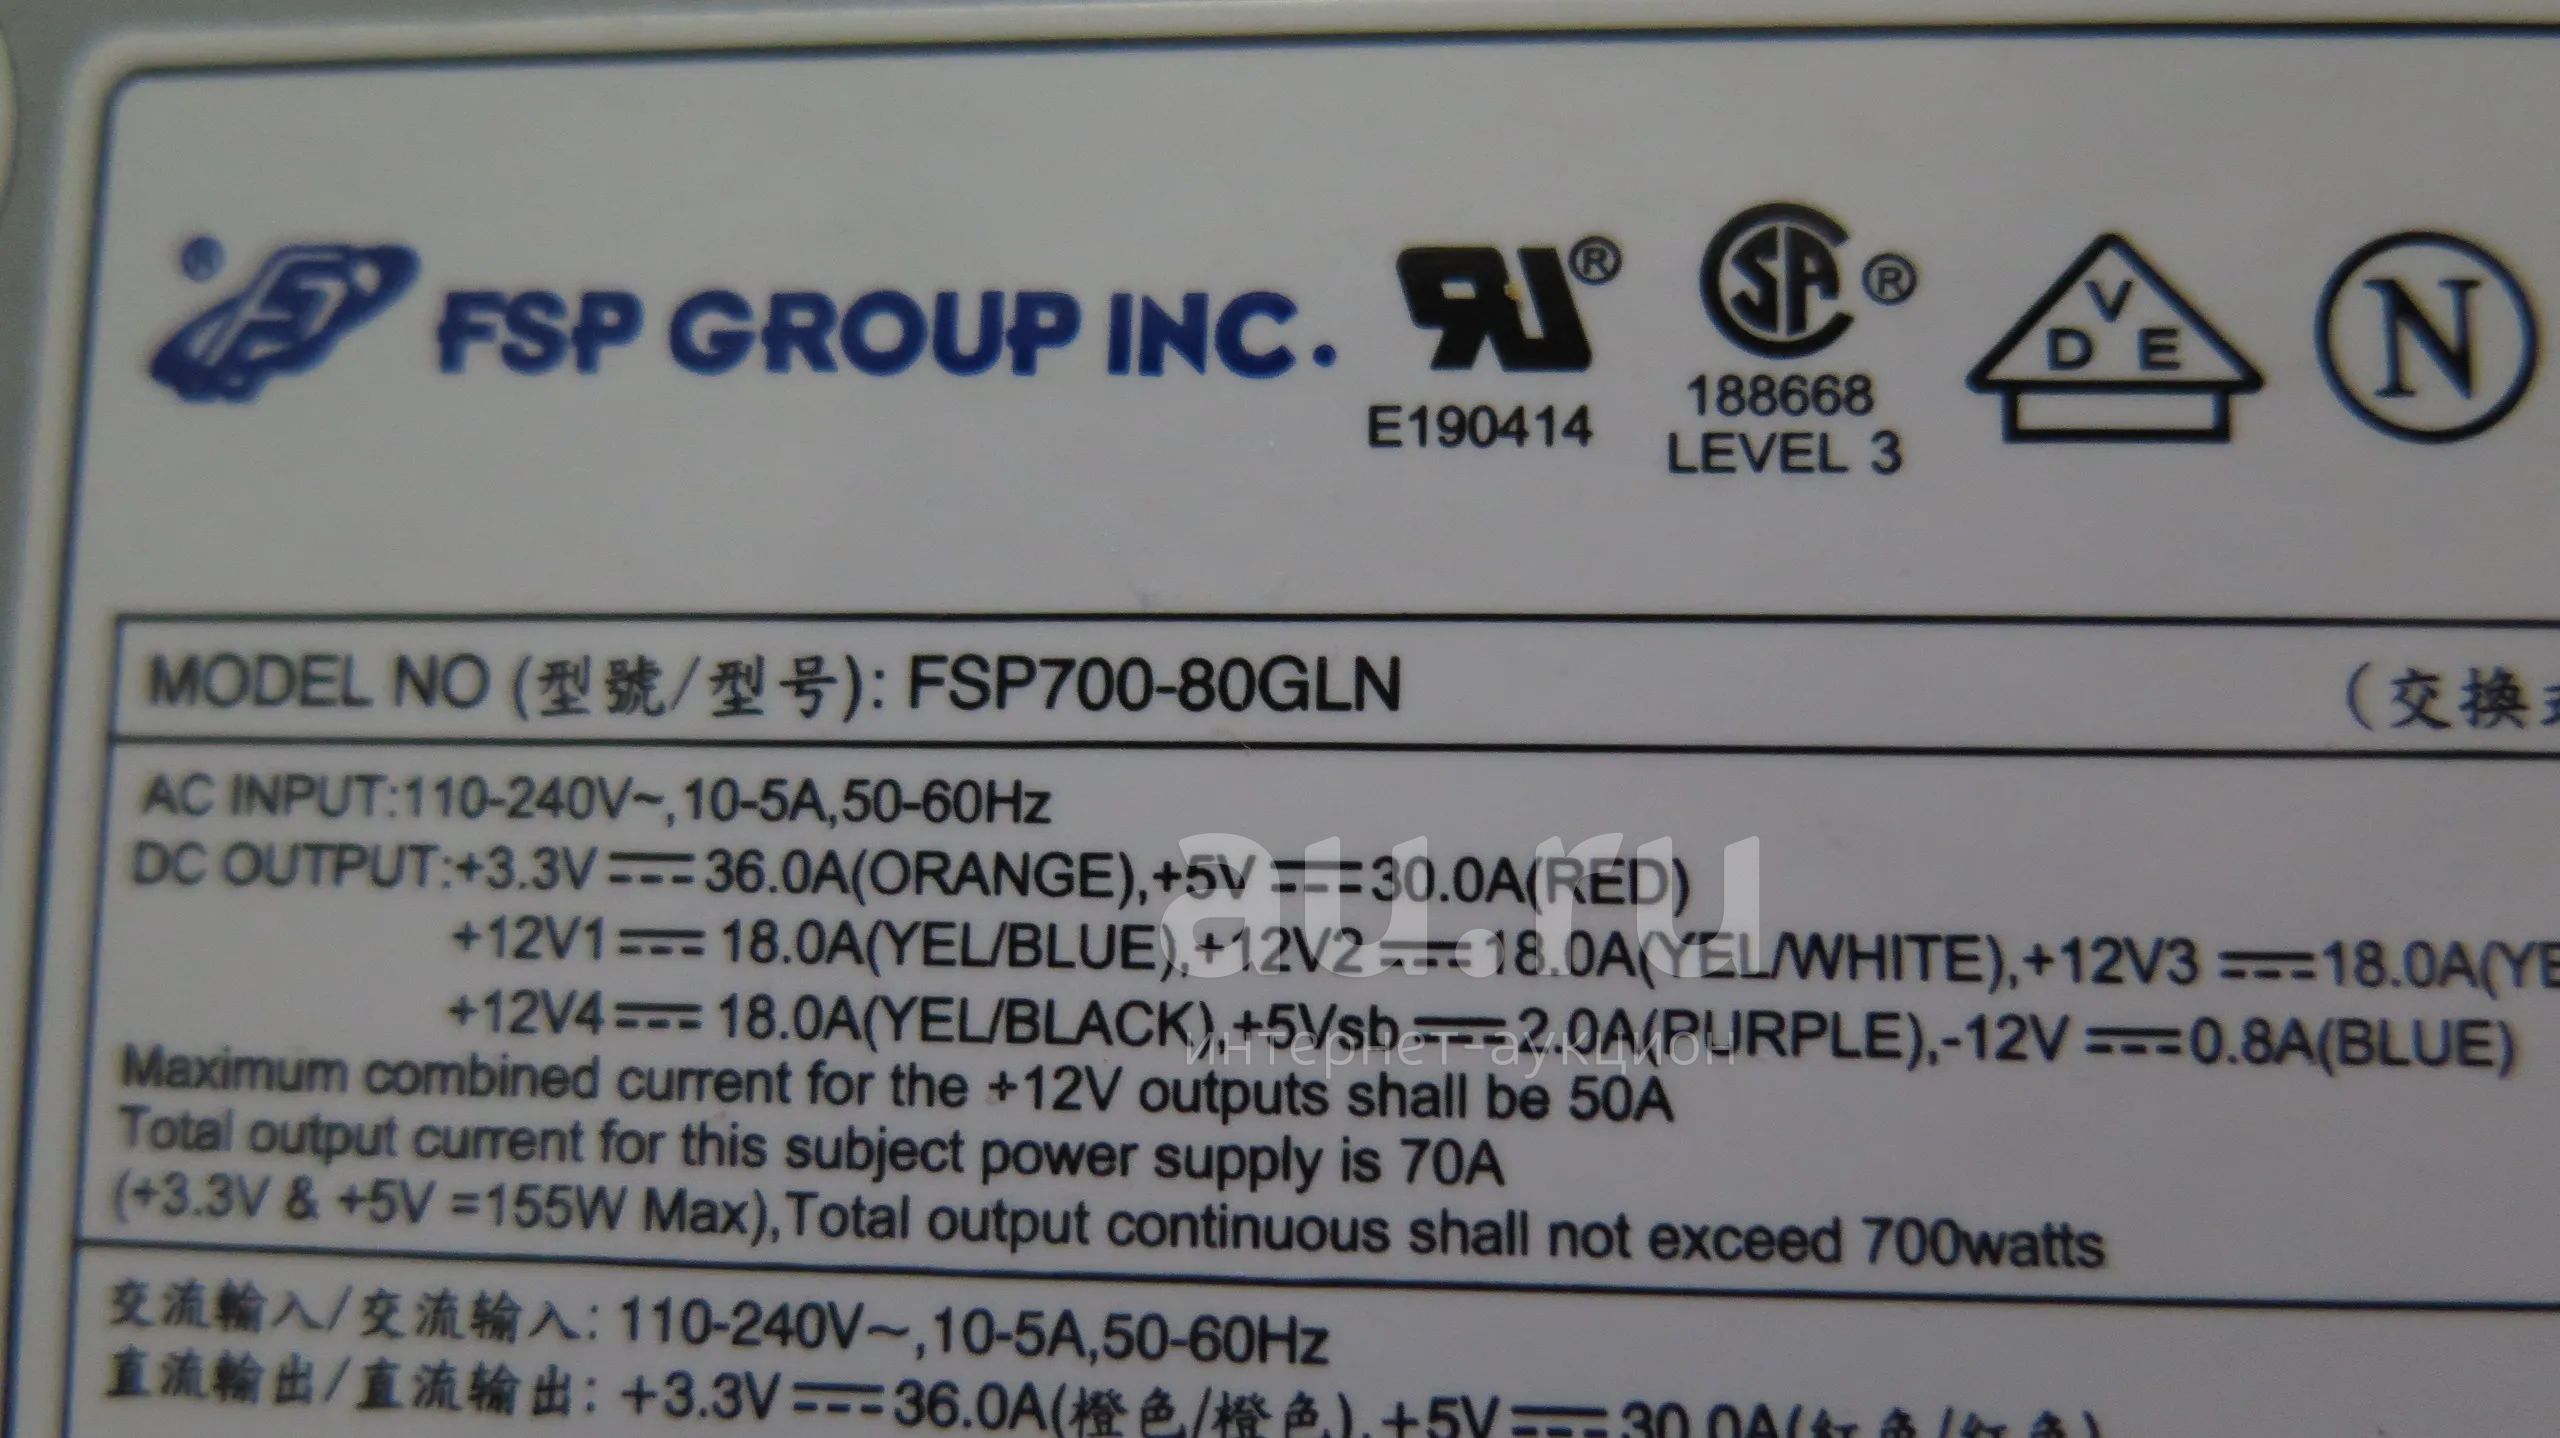 FSP GROUP INC.
E190414
188668
LEVEL 3
V
D E
N
MODEL NO (型號/型号): FSP700-80GLN (交換
AC INPUT:110-240V~,10-5A,50-60Hz
DC OUTPUT:+3.3V⎓36.0A(ORANGE),+5V⎓30.0A(RED)
+12V1⎓18.0A(YEL/BLUE),+12V2⎓18.0A(YEL/WHITE),+12V3⎓18.0A(YE
+12V4⎓18.0A(YEL/BLACK),+5Vsb⎓2.0A(PURPLE),-12V⎓0.8A(BLUE)
Maximum combined current for the +12V outputs shall be 50A
Total output current for this subject power supply is 70A
(+3.3V & +5V =155W Max),Total output continuous shall not exceed 700watts
交流輸入/交流输入: 110-240V~,10-5A,50-60Hz
直流輸出/直流输出: +3.3V⎓36.0A(橙色/橙色),+5V⎓30.0A(紅色/红色)
au.ru
интернет-аукцион